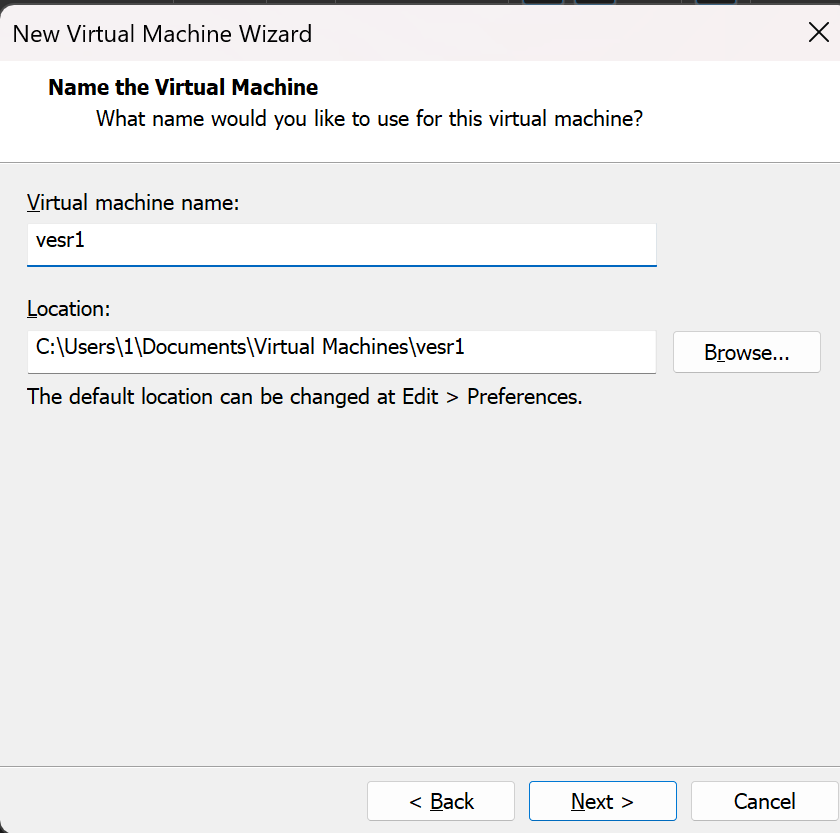 New Virtual Machine Wizard
Name the Virtual Machine
What name would you like to use for this virtual machine?
Virtual machine name:
vesr1
Location:
C:\Users\1\Documents\Virtual Machines\vesr1
Browse...
The default location can be changed at Edit > Preferences.
< Back
Next >
Cancel